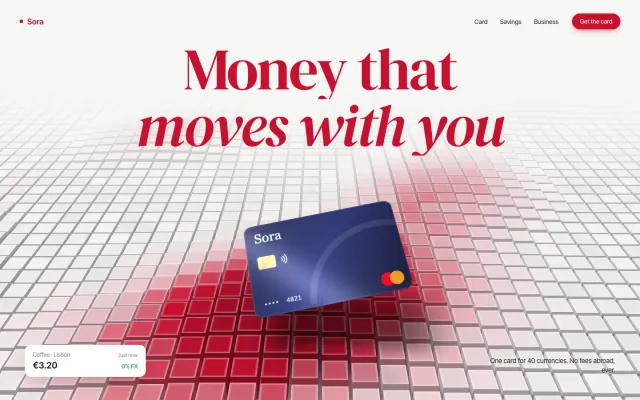 Sora
Card
Savings
Business
Get the card
Money that
moves with you
Sora
•••• 4821
Coffee · Lisbon
Just now
€3.20
0% FX
One card for 40 currencies. No fees abroad,
ever.